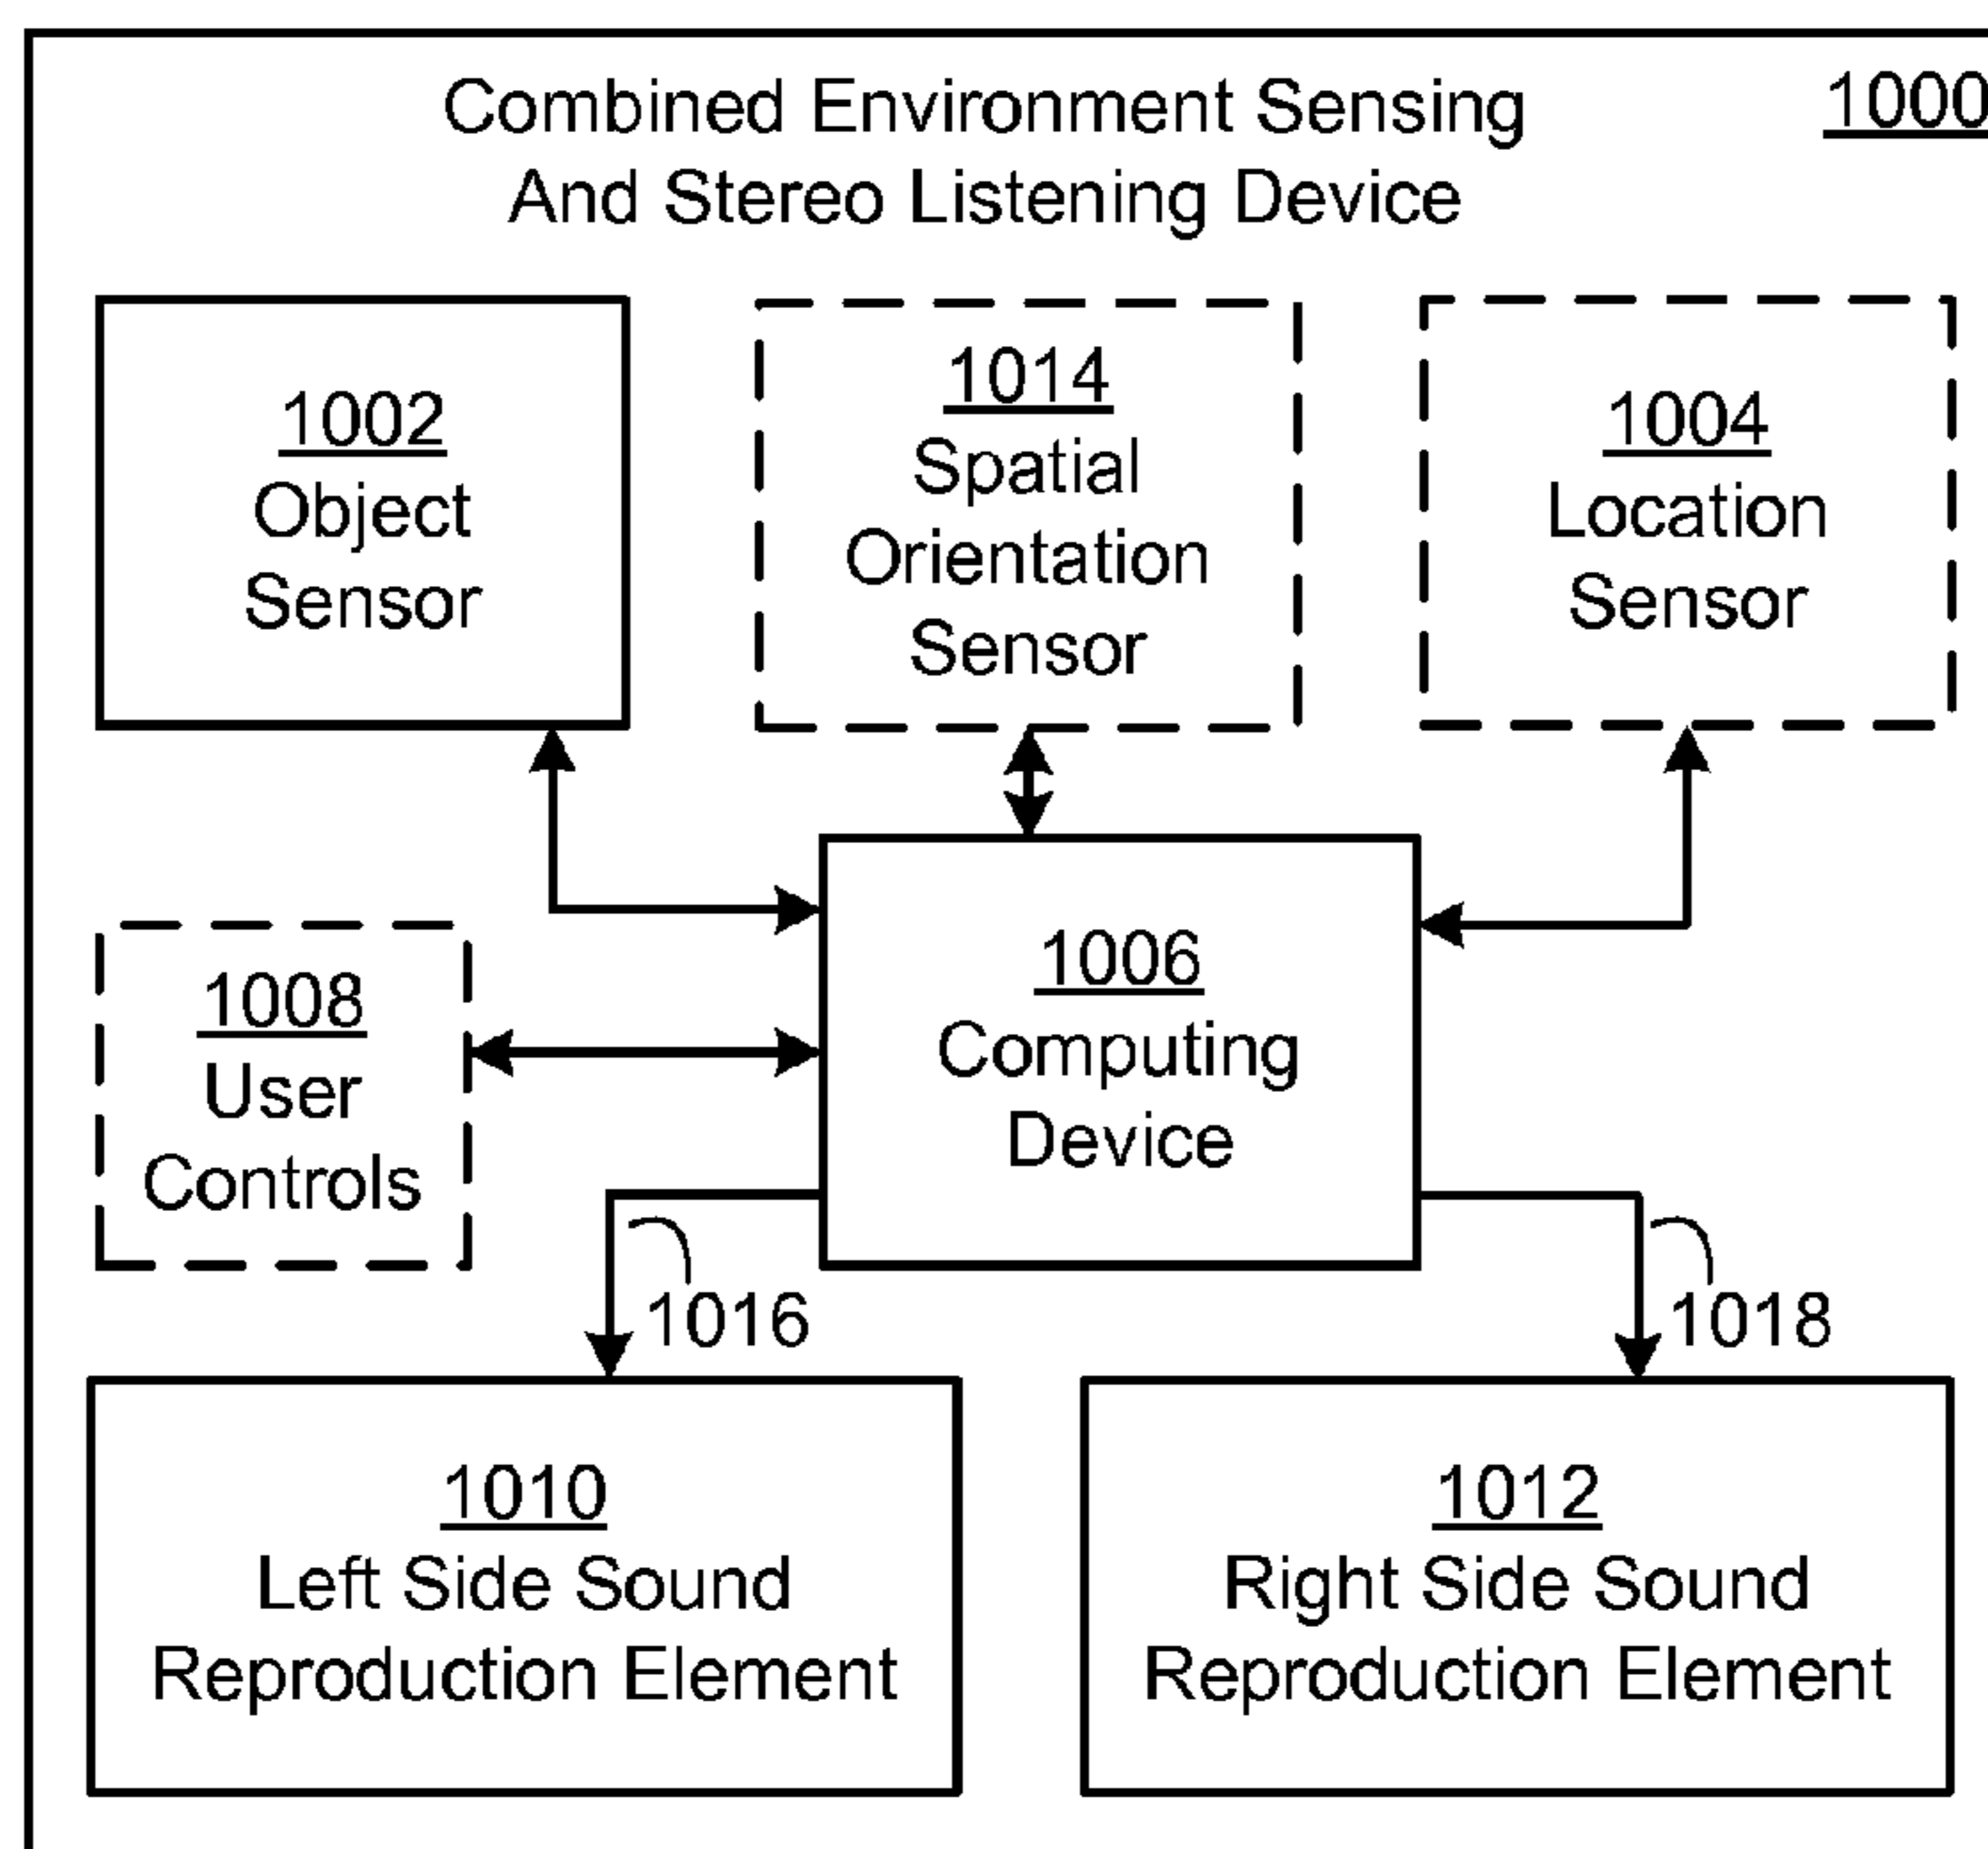 Combined Environment Sensing
And Stereo Listening Device
1000
1002
Object
Sensor
1014
Spatial
Orientation
Sensor
1004
Location
Sensor
1008
User
Controls
1006
Computing
Device
1016
1018
1010
Left Side Sound
Reproduction Element
1012
Right Side Sound
Reproduction Element